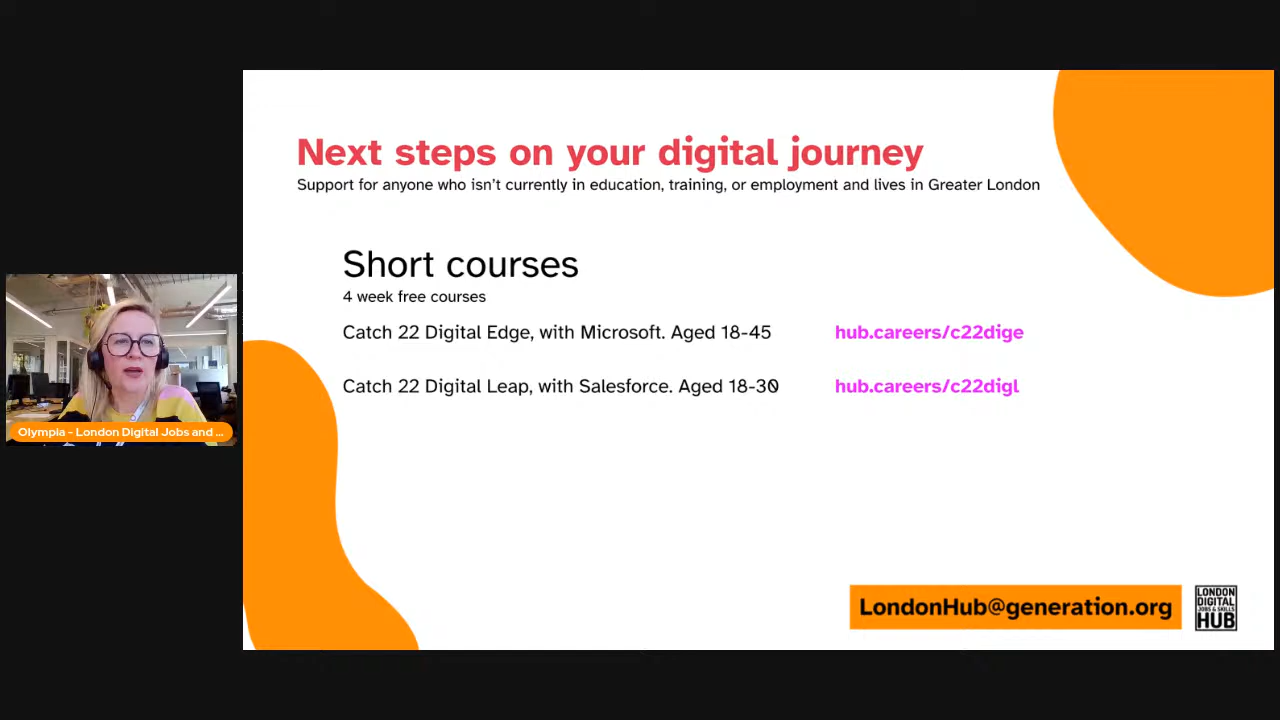 Next steps on your digital journey
Support for anyone who isn't currently in education, training, or employment and lives in Greater London
Short courses
4 week free courses
Catch 22 Digital Edge, with Microsoft. Aged 18-45 hub.careers/c22dige
Catch 22 Digital Leap, with Salesforce. Aged 18-30 hub.careers/c22digl
Olympia - London Digital Jobs and ...
LondonHub@generation.org
LONDON
DIGITAL
JOBS & SKILLS
HUB